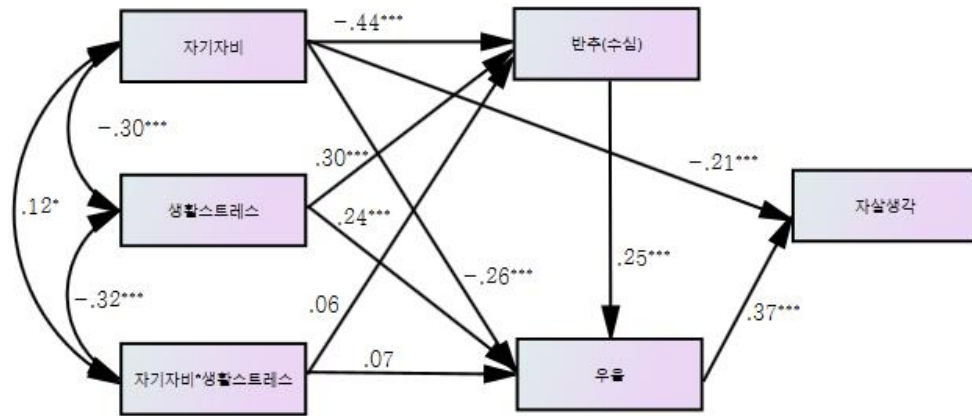 자기자비
-.44***
반추(수심)
-.30***
.30***
-.21***
.12*
생활스트레스
.24***
자살생각
-.32***
.06
-.26***
.25***
.37***
자기자비*생활스트레스
.07
우울